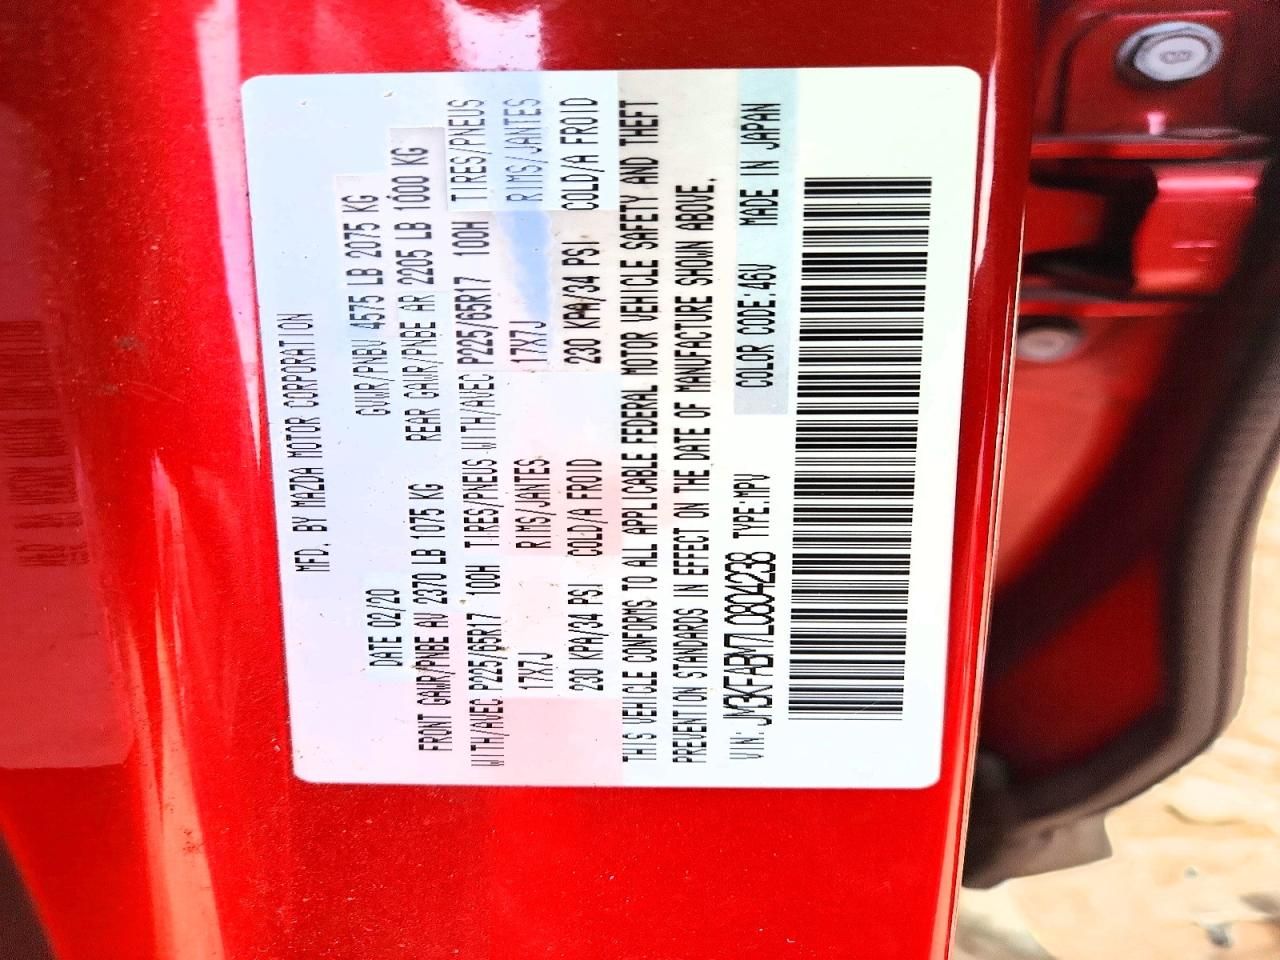 MFD. BY MAZDA MOTOR CORPORATION
DATE 02/20 GVWR/PNBV 4575 LB 2075 KG
FRONT GAWR/PNBE AV 2370 LB 1075 KG REAR GAWR/PNBE AR 2205 LB 1000 KG
WITH/AVEC P225/65R17 100H TIRES/PNEUS WITH/AVEC P225/65R17 100H TIRES/PNEUS
17X7J RIMS/JANTES 17X7J RIMS/JANTES
230 KPA/34 PSI COLD/A FROID 230 KPA/34 PSI COLD/A FROID
THIS VEHICLE CONFORMS TO ALL APPLICABLE FEDERAL MOTOR VEHICLE SAFETY AND THEFT
PREVENTION STANDARDS IN EFFECT ON THE DATE OF MANUFACTURE SHOWN ABOVE.
VIN: JM3KFABM7L0804238 TYPE:MPV COLOR CODE:46V MADE IN JAPAN
8